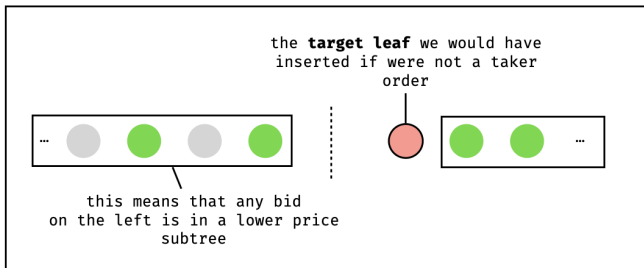 the target leaf we would have
inserted if were not a taker
order
...
...
this means that any bid
on the left is in a lower price
subtree